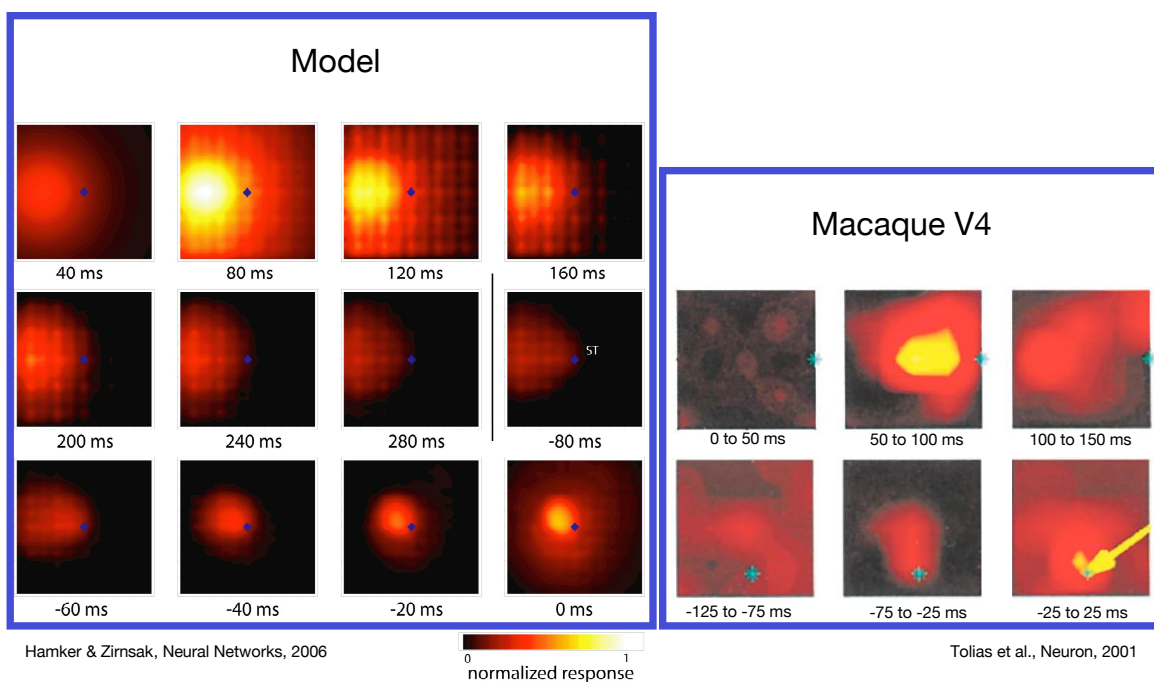 Model
40 ms
80 ms
120 ms
160 ms
ST
200 ms
240 ms
280 ms
-80 ms
-60 ms
-40 ms
-20 ms
0 ms
Macaque V4
0 to 50 ms
50 to 100 ms
100 to 150 ms
-125 to -75 ms
-75 to -25 ms
-25 to 25 ms
Hamker & Zirnsak, Neural Networks, 2006
0 1
normalized response
Tolias et al., Neuron, 2001